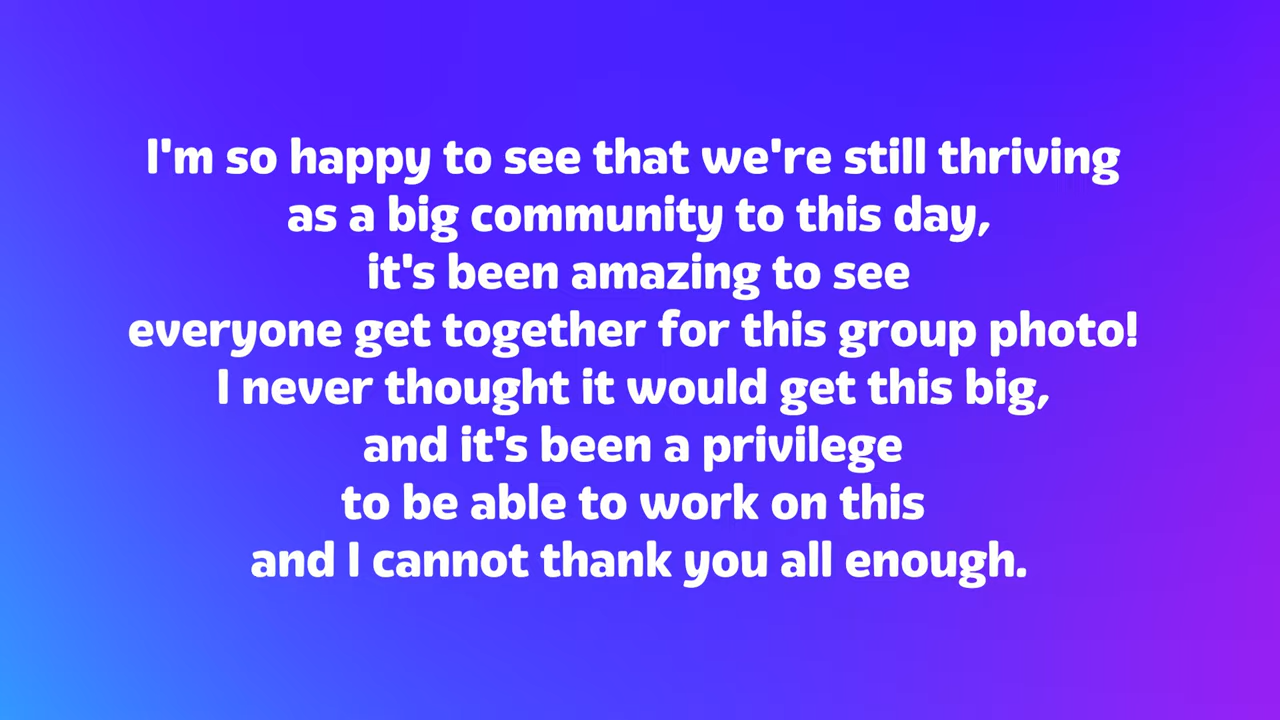 I'm so happy to see that we're still thriving
as a big community to this day,
it's been amazing to see
everyone get together for this group photo!
I never thought it would get this big,
and it's been a privilege
to be able to work on this
and I cannot thank you all enough.